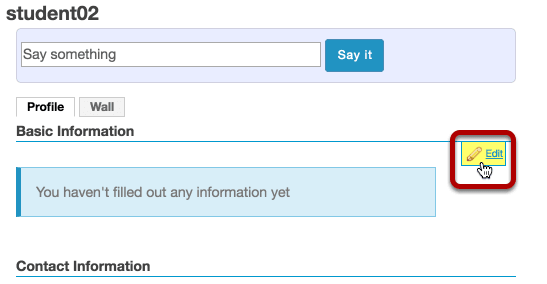 student02
Say something Say it
Profile Wall
Basic Information
Edit
You haven't filled out any information yet
Contact Information